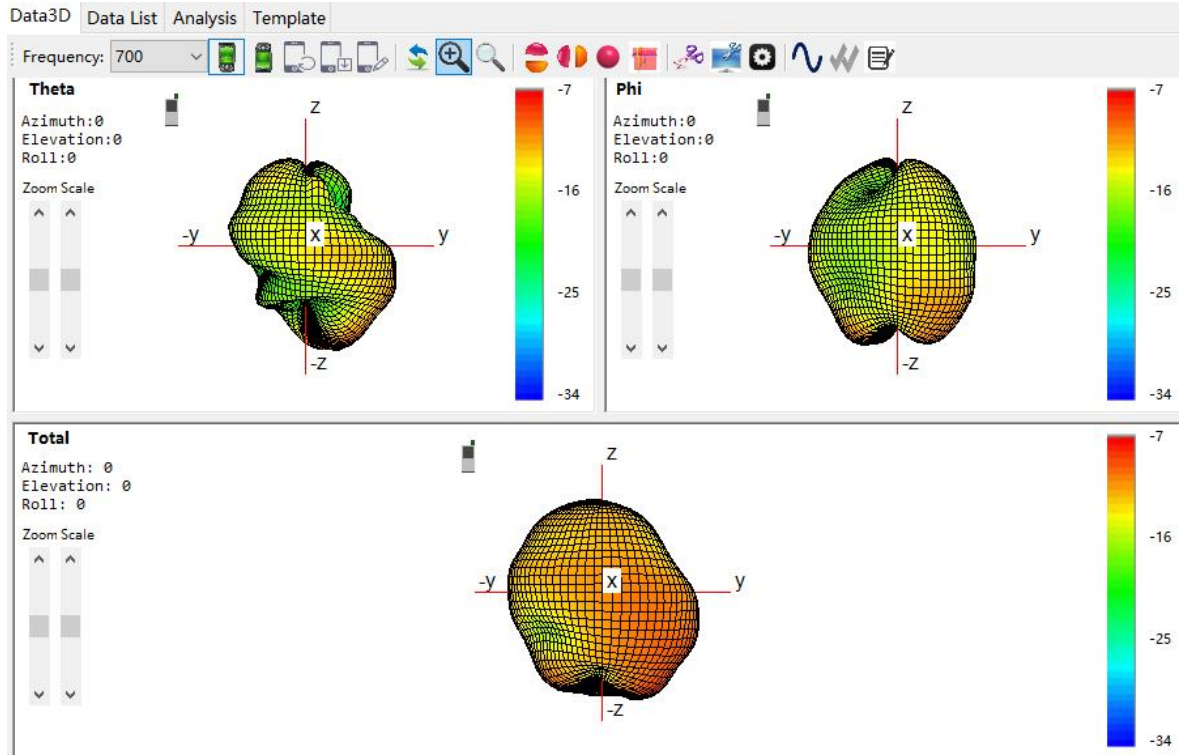 Data3D Data List Analysis Template
Frequency: 700
Theta
Azimuth:0
Elevation:0
Roll:0
Zoom Scale
z
-y
x
y
-z
-7
-16
-25
-34
Phi
Azimuth:0
Elevation:0
Roll:0
Zoom Scale
z
-y
x
y
-z
-7
-16
-25
-34
Total
Azimuth: 0
Elevation: 0
Roll: 0
Zoom Scale
z
-y
x
y
-z
-7
-16
-25
-34